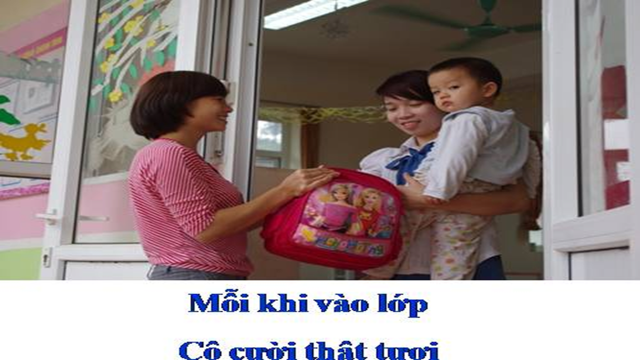 Mỗi khi vào lớp
Cô cười thật tươi